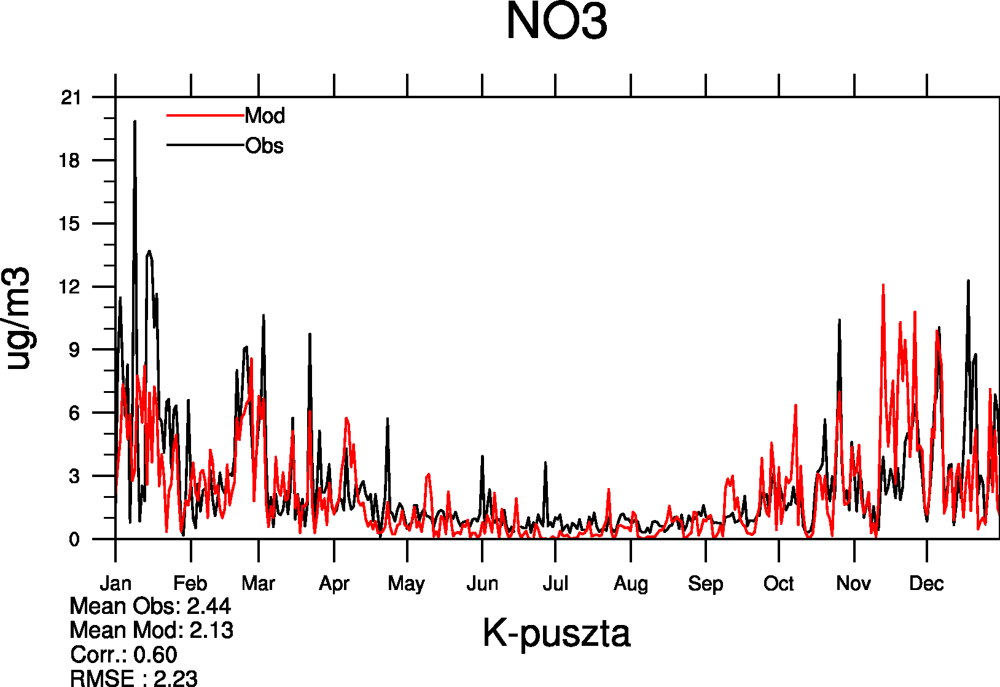 NO3
21
Mod
Obs
18
15
12
9
6
3
0
ug/m3
Jan Feb Mar Apr May Jun Jul Aug Sep Oct Nov Dec
Mean Obs: 2.44
Mean Mod: 2.13
Corr.: 0.60
RMSE : 2.23
K-puszta